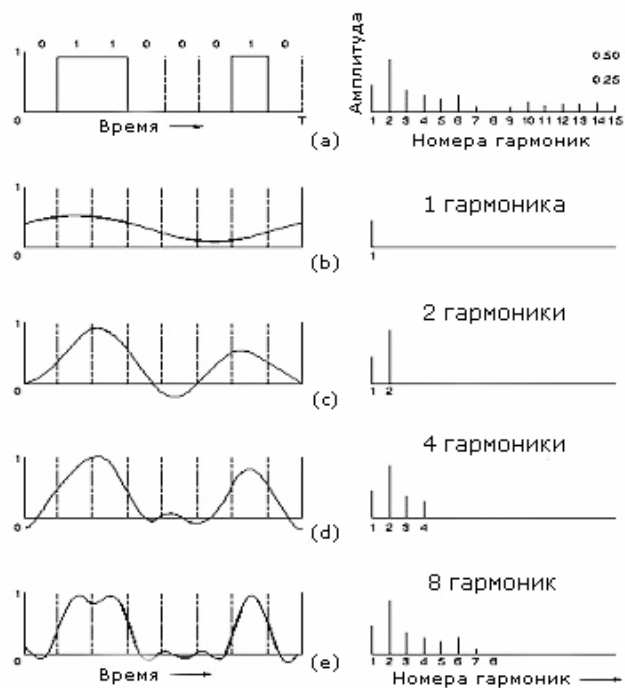 0 1 1 0 0 0 1 0
1
0
T
Время
(a)
Амплитуда
0.50
0.25
1 2 3 4 5 6 7 8 9 10 11 12 13 14 15
Номера гармоник
1
0
(b)
1 гармоника
1
1
0
(c)
2 гармоники
1 2
1
0
(d)
4 гармоники
1 2 3 4
1
0
Время
(e)
8 гармоник
1 2 3 4 5 6 7 8
Номера гармоник